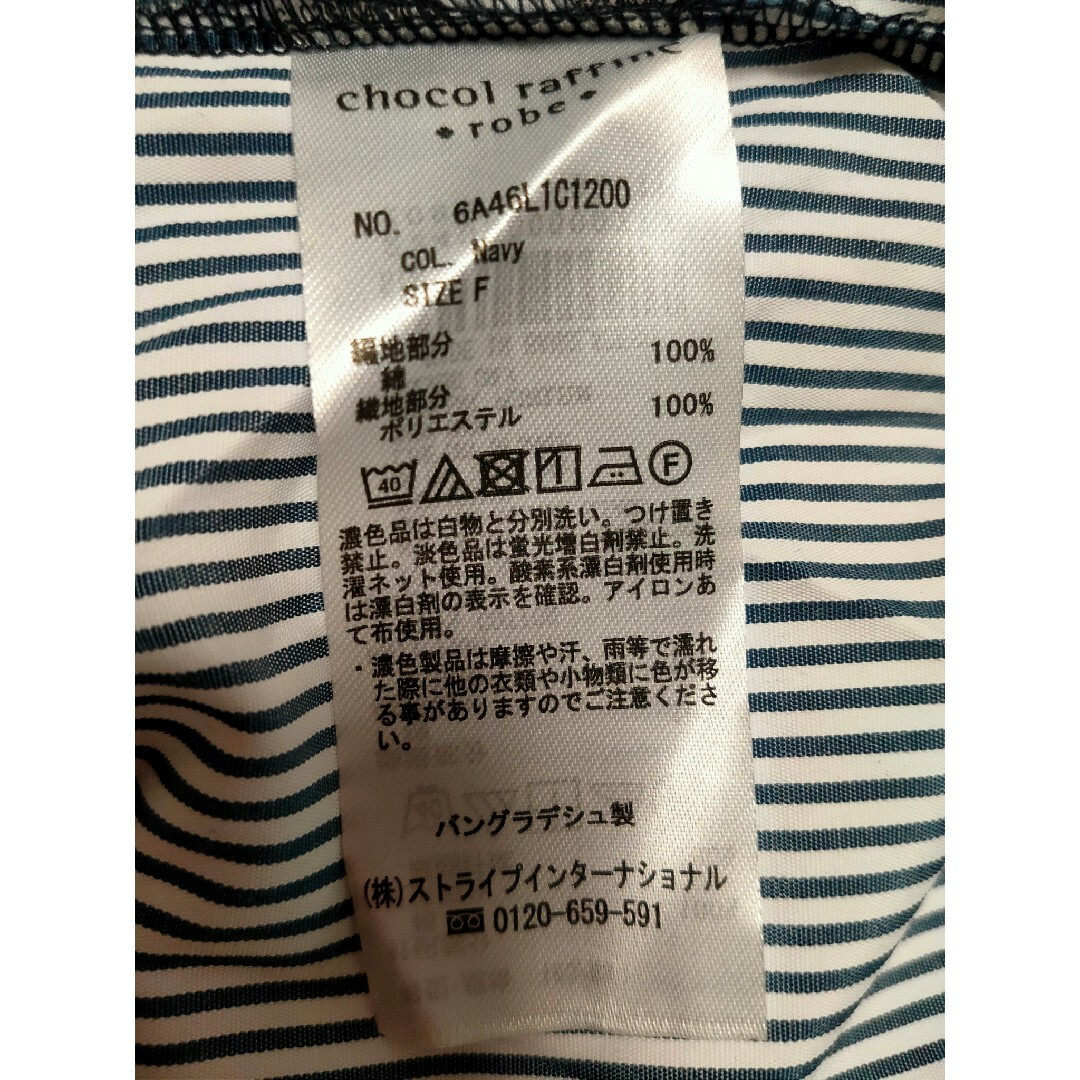 chocol raffine
robe
NO. 6A46L1C1200
COL. Navy
SIZE F
編地部分
綿 100%
織地部分
ポリエステル 100%
40 F
濃色品は白物と分別洗い。つけ置き
禁止。淡色品は蛍光増白剤禁止。洗
濯ネット使用。酸素系漂白剤使用時
は漂白剤の表示を確認。アイロンあ
て布使用。
・濃色製品は摩擦や汗、雨等で濡れ
た際に他の衣類や小物類に色が移
る事がありますのでご注意くださ
い。
バングラデシュ製
(株)ストライプインターナショナル
0120-659-591